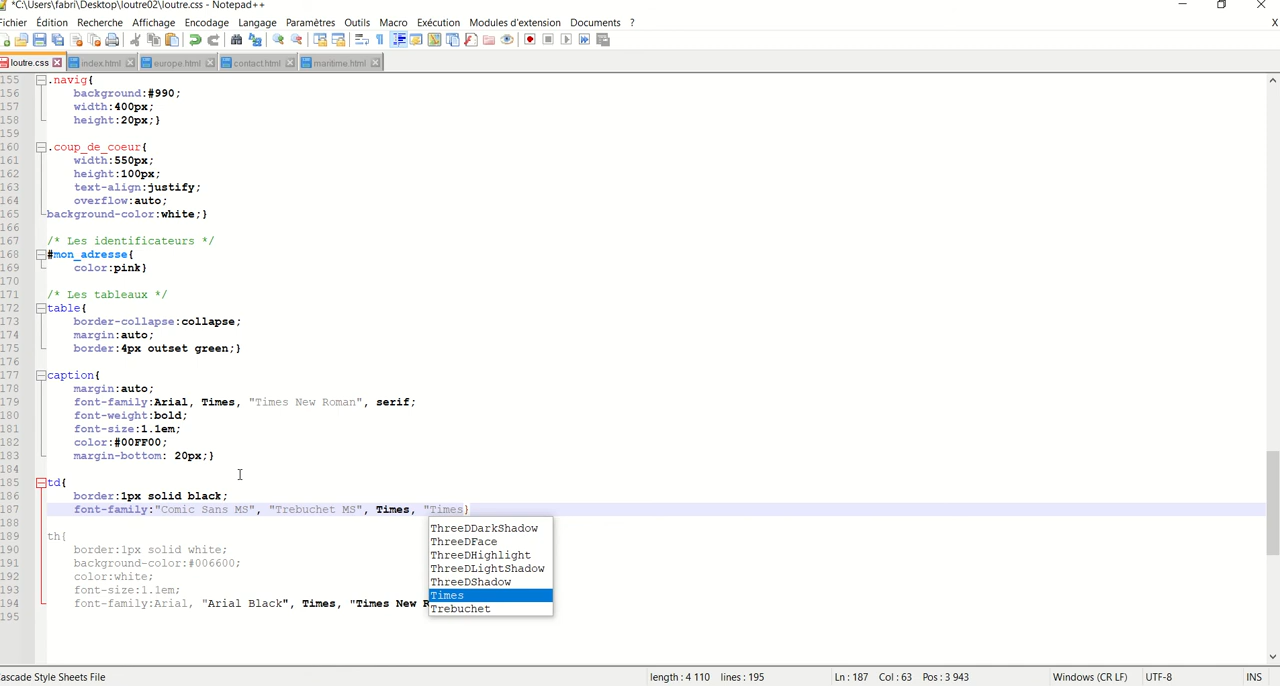 *C:\Users\fabri\Desktop\loutre02\loutre.css - Notepad++
ichier Édition Recherche Affichage Encodage Langage Paramètres Outils Macro Exécution Modules d'extension Documents ? X
loutre.css index.html europe.html contact.html maritime.html
155 .navig{
156 background:#990;
157 width:400px;
158 height:20px;}
159
160 .coup_de_coeur{
161 width:550px;
162 height:100px;
163 text-align:justify;
164 overflow:auto;
165 background-color:white;}
166
167 /* Les identificateurs */
168 #mon_adresse{
169 color:pink}
170
171 /* Les tableaux */
172 table{
173 border-collapse:collapse;
174 margin:auto;
175 border:4px outset green;}
176
177 caption{
178 margin:auto;
179 font-family:Arial, Times, "Times New Roman", serif;
180 font-weight:bold;
181 font-size:1.1em;
182 color:#00FF00;
183 margin-bottom: 20px;}
184
185 td{
186 border:1px solid black;
187 font-family:"Comic Sans MS", "Trebuchet MS", Times, "Times}
188
189 th{
190 border:1px solid white;
191 background-color:#006600;
192 color:white;
193 font-size:1.1em;
194 font-family:Arial, "Arial Black", Times, "Times New
195
ThreeDDarkShadow
ThreeDFace
ThreeDHighlight
ThreeDLightShadow
ThreeDShadow
Times
Trebuchet
ascade Style Sheets File length : 4 110 lines : 195 Ln : 187 Col : 63 Pos : 3 943 Windows (CR LF) UTF-8 INS